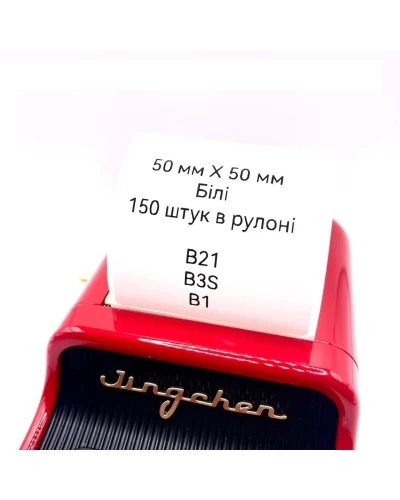 50 мм X 50 мм
Білі
150 штук в рулоні
B21
B3S
B1
Jingchen